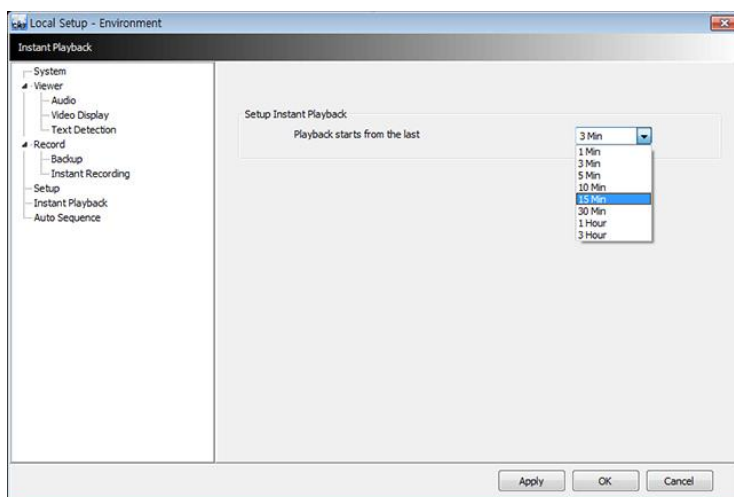 Local Setup - Environment
Instant Playback
System
Viewer
Audio
Video Display
Text Detection
Record
Backup
Instant Recording
Setup
Instant Playback
Auto Sequence
Setup Instant Playback
Playback starts from the last
3 Min
1 Min
3 Min
5 Min
10 Min
15 Min
30 Min
1 Hour
3 Hour
Apply
OK
Cancel